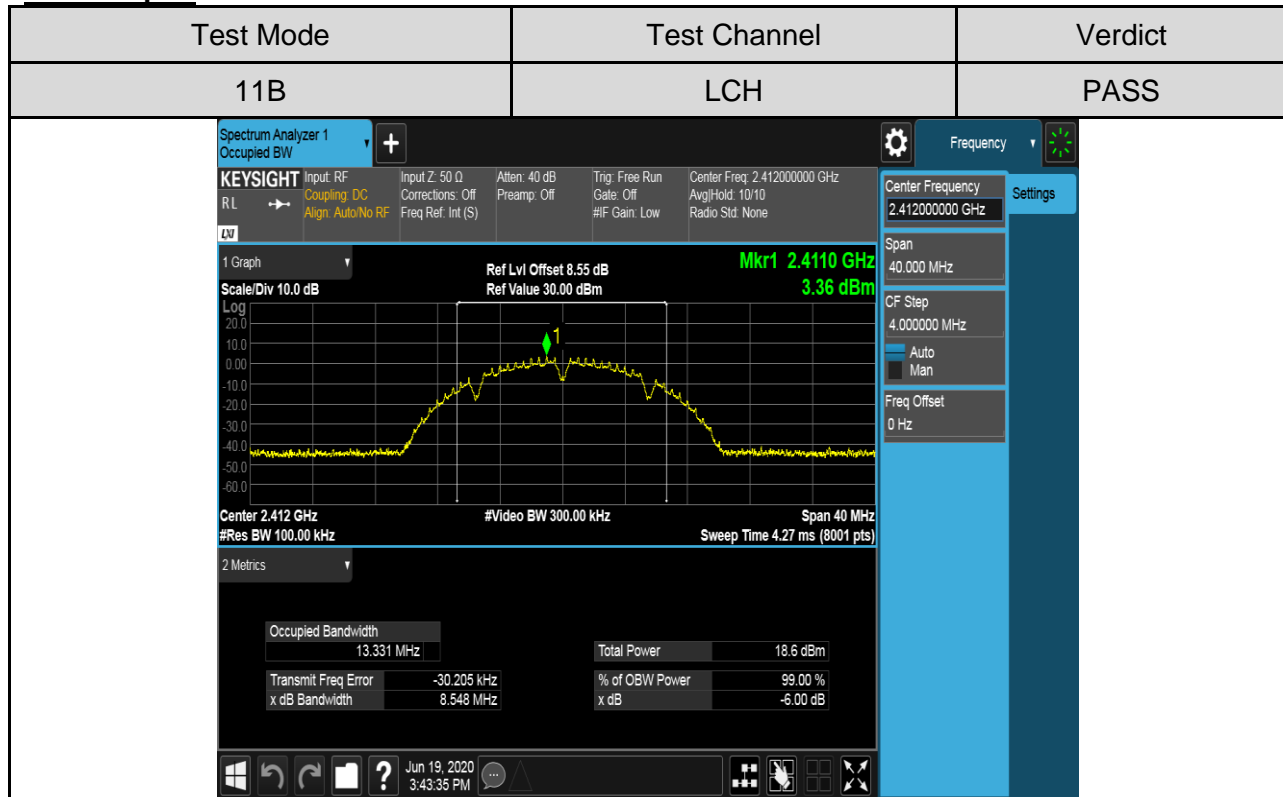 Test Mode Test Channel Verdict
11B LCH PASS
Spectrum Analyzer 1
Occupied BW
+
Frequency
KEYSIGHT Input: RF Input Z: 50 Ω Atten: 40 dB Trig: Free Run Center Freq: 2.412000000 GHz
RL Coupling: DC Corrections: Off Preamp: Off Gate: Off Avg|Hold: 10/10
Align: Auto/No RF Freq Ref: Int (S) #IF Gain: Low Radio Std: None
LXI
Center Frequency
2.412000000 GHz
Settings
Span
40.000 MHz
CF Step
4.000000 MHz
Auto
Man
Freq Offset
0 Hz
1 Graph
Ref Lvl Offset 8.55 dB
Mkr1 2.4110 GHz
Scale/Div 10.0 dB Ref Value 30.00 dBm 3.36 dBm
Log
20.0
1
10.0
0.00
-10.0
-20.0
-30.0
-40.0
-50.0
-60.0
Center 2.412 GHz #Video BW 300.00 kHz Span 40 MHz
#Res BW 100.00 kHz Sweep Time 4.27 ms (8001 pts)
2 Metrics
Occupied Bandwidth
13.331 MHz Total Power 18.6 dBm
Transmit Freq Error -30.205 kHz % of OBW Power 99.00 %
x dB Bandwidth 8.548 MHz x dB -6.00 dB
? Jun 19, 2020
3:43:35 PM